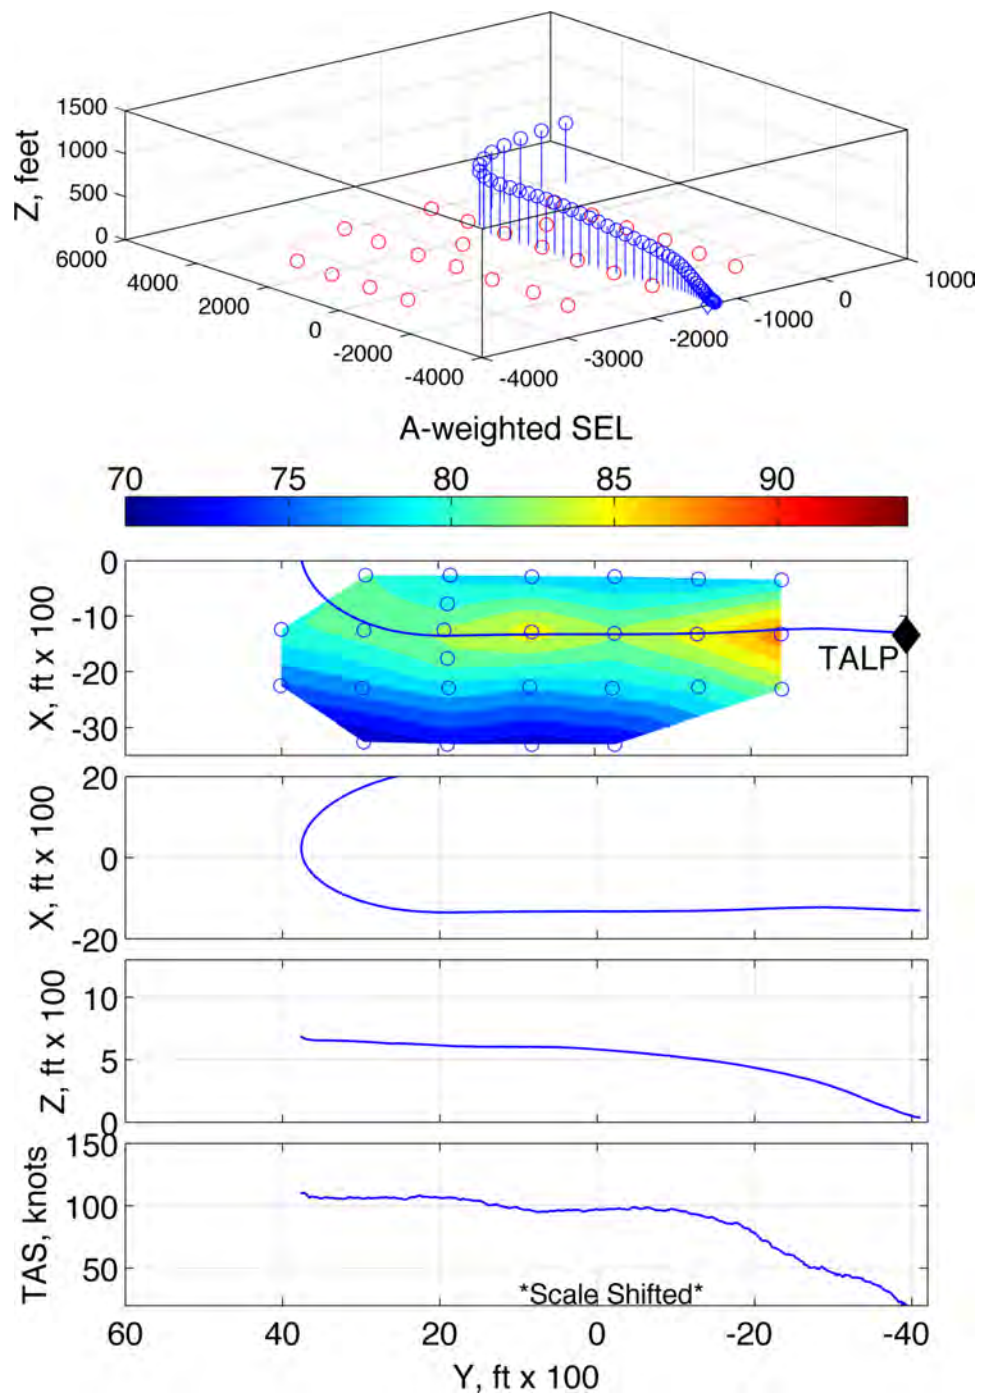 1500
1000
500
0
Z, feet
6000
4000
2000
0
-2000
-4000
-4000
-3000
-2000
-1000
0
1000
A-weighted SEL
70 75 80 85 90
0
-10
-20
-30
X, ft x 100
TALP
20
0
-20
X, ft x 100
10
5
0
Z, ft x 100
150
100
50
TAS, knots
*Scale Shifted*
60 40 20 0 -20 -40
Y, ft x 100